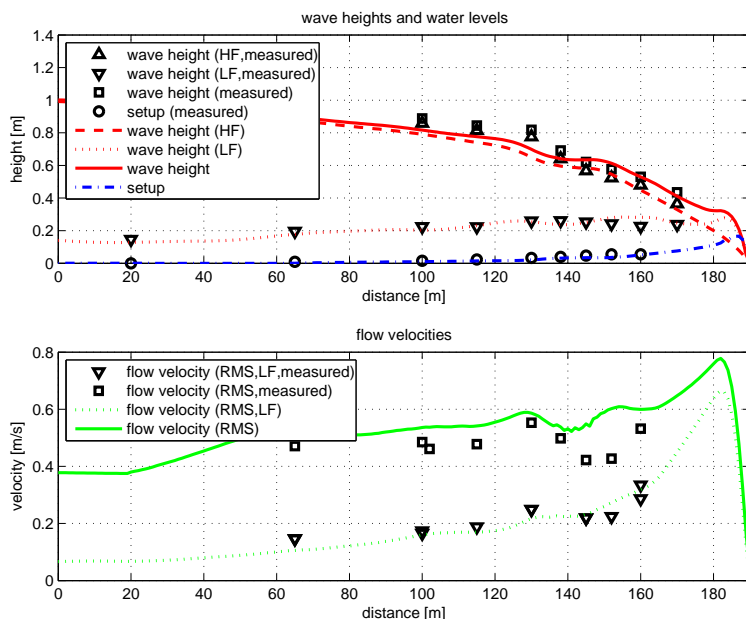 wave heights and water levels
1.4
1.2
1
0.8
0.6
0.4
0.2
0
height [m]
wave height (HF,measured)
wave height (LF,measured)
wave height (measured)
setup (measured)
wave height (HF)
wave height (LF)
wave height
setup
0 20 40 60 80 100 120 140 160 180
distance [m]
flow velocities
0.8
0.6
0.4
0.2
0
velocity [m/s]
flow velocity (RMS,LF,measured)
flow velocity (RMS,measured)
flow velocity (RMS,LF)
flow velocity (RMS)
0 20 40 60 80 100 120 140 160 180
distance [m]